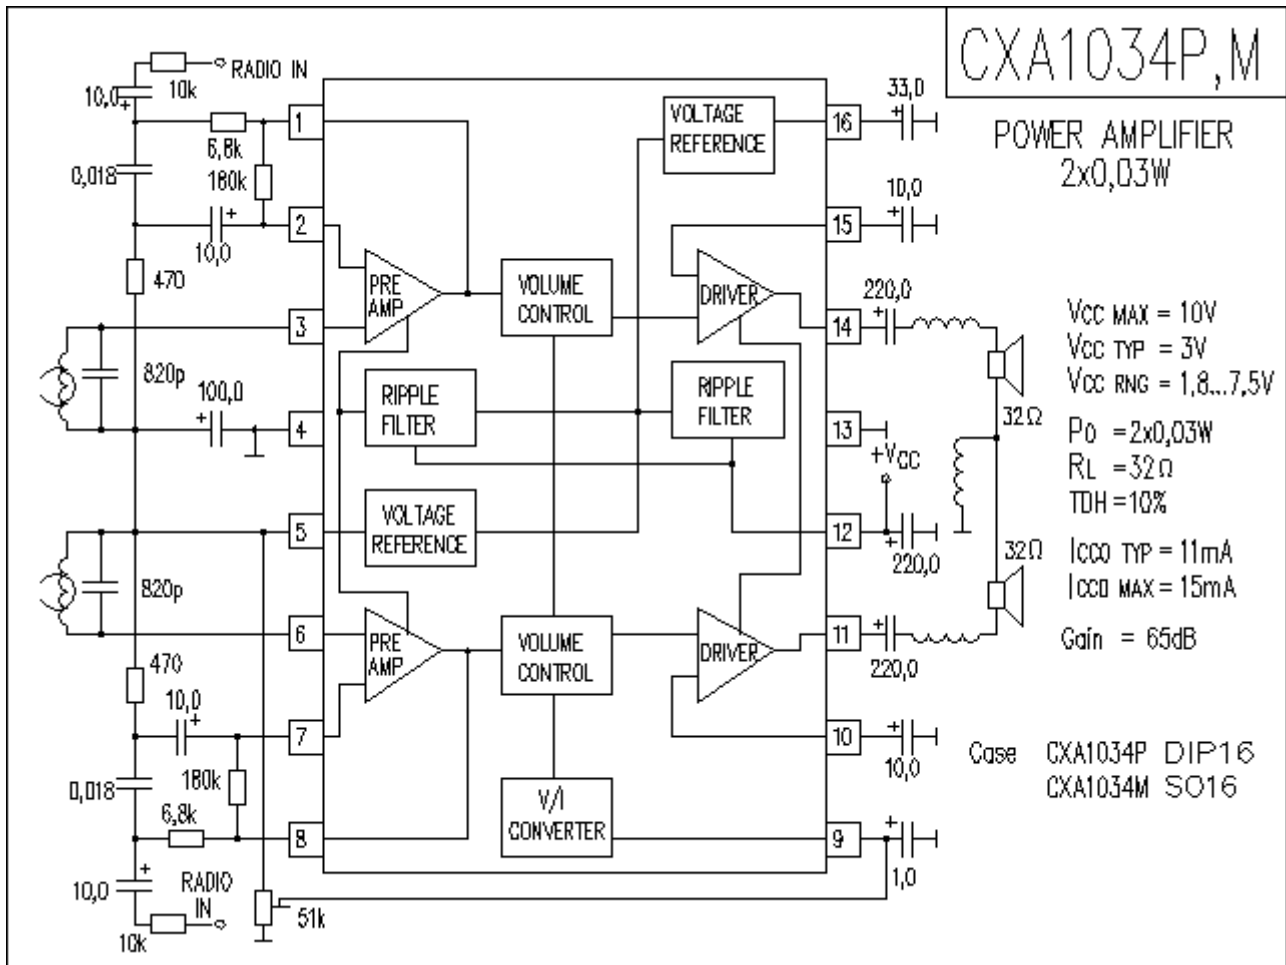 CXA1034P,M
POWER AMPLIFIER
2x0,03W
RADIO IN
10k
10,0
+
6,8k
180k
0,018
10,0
+
470
820p
100,0
+
820p
470
10,0
+
180k
0,018
6,8k
10,0
+
RADIO
IN
10k
51k
1
2
3
4
5
6
7
8
PRE
AMP
VOLUME
CONTROL
RIPPLE
FILTER
VOLTAGE
REFERENCE
PRE
AMP
VOLUME
CONTROL
V/I
CONVERTER
VOLTAGE
REFERENCE
DRIVER
RIPPLE
FILTER
DRIVER
16
15
14
13
12
11
10
9
33,0
+
10,0
+
220,0
+
32Ω
+VCC
+
220,0
32Ω
+
220,0
+
10,0
+
1,0
VCC MAX = 10V
VCC TYP = 3V
VCC RNG = 1,8...7,5V
PO = 2x0,03W
RL = 32Ω
TDH = 10%
ICCO TYP = 11mA
ICCO MAX = 15mA
Gain = 65dB
Case CXA1034P DIP16
CXA1034M SO16